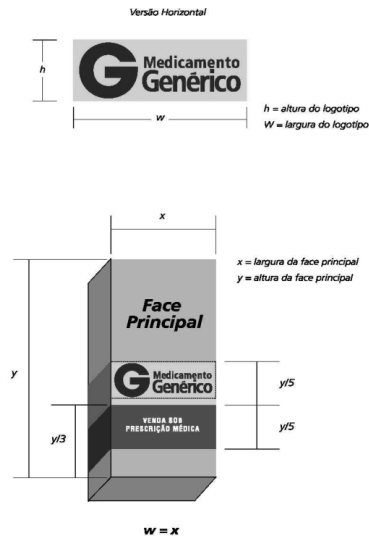 Versão Horizontal
h
G Medicamento
Genérico
w
h = altura do logotipo
W = largura do logotipo
x
x = largura da face principal
y = altura da face principal
Face
Principal
y
G Medicamento
Genérico
y/5
VENDA SOB
PRESCRIÇÃO MÉDICA
y/3
y/5
w = x